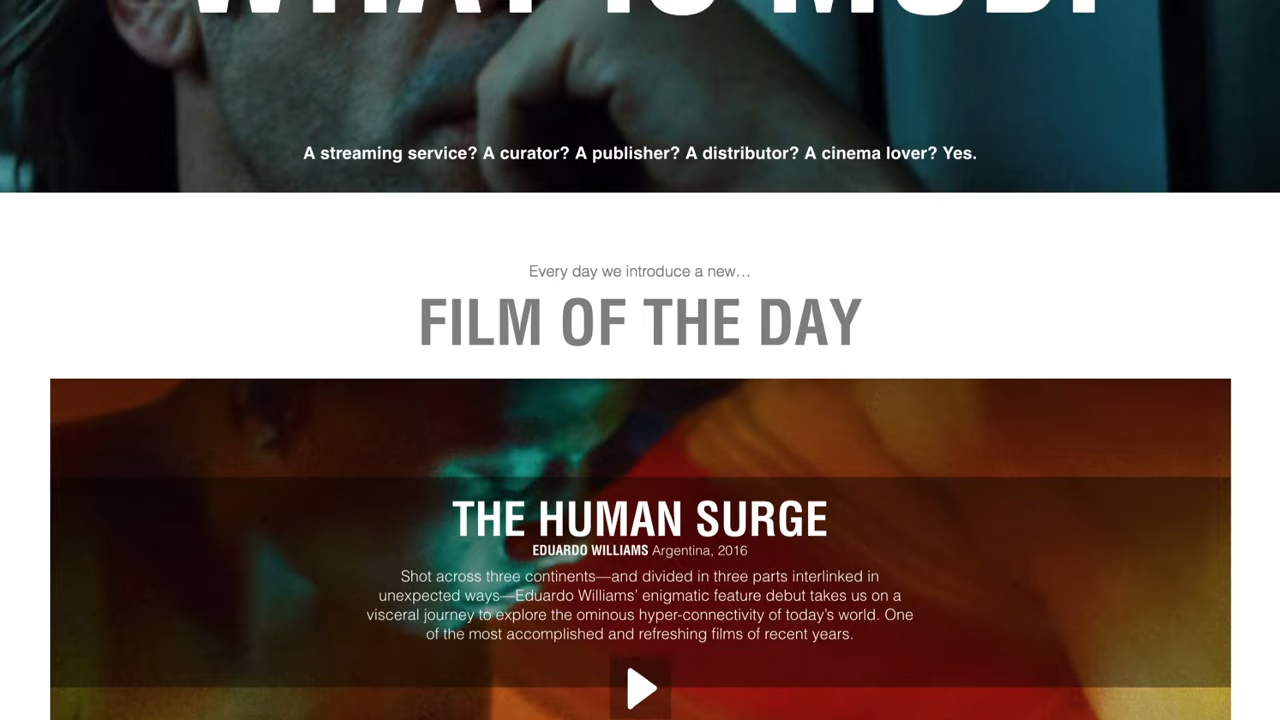 WHAT IS MUBI
A streaming service? A curator? A publisher? A distributor? A cinema lover? Yes.
Every day we introduce a new…
FILM OF THE DAY
THE HUMAN SURGE
EDUARDO WILLIAMS Argentina, 2016
Shot across three continents—and divided in three parts interlinked in
unexpected ways—Eduardo Williams’ enigmatic feature debut takes us on a
visceral journey to explore the ominous hyper-connectivity of today’s world. One
of the most accomplished and refreshing films of recent years.